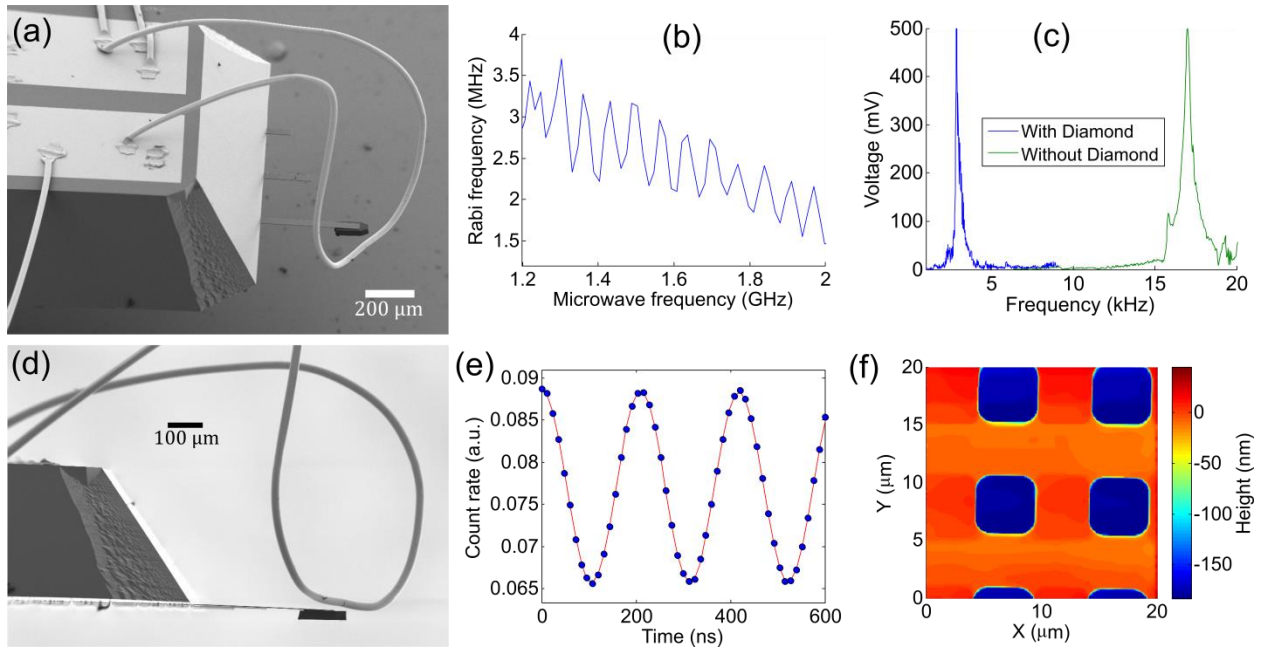 (a)
200 μm
(b)
Rabi frequency (MHz)
4
3.5
3
2.5
2
1.5
1.2 1.4 1.6 1.8 2
Microwave frequency (GHz)
(c)
Voltage (mV)
500
400
300
200
100
0
With Diamond
Without Diamond
5 10 15 20
Frequency (kHz)
(d)
100 μm
(e)
Count rate (a.u.)
0.09
0.085
0.08
0.075
0.07
0.065
0 200 400 600
Time (ns)
(f)
Y (μm)
20
15
10
5
0
0 10 20
X (μm)
0
-50
-100
-150
Height (nm)